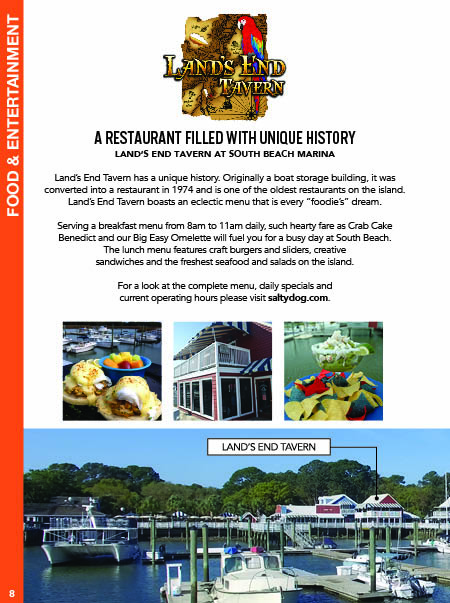 FOOD & ENTERTAINMENT
LAND'S END
TAVERN
A RESTAURANT FILLED WITH UNIQUE HISTORY
LAND'S END TAVERN AT SOUTH BEACH MARINA
Land's End Tavern has a unique history. Originally a boat storage building, it was
converted into a restaurant in 1974 and is one of the oldest restaurants on the island.
Land's End Tavern boasts an eclectic menu that is every "foodie's" dream.
Serving a breakfast menu from 8am to 11am daily, such hearty fare as Crab Cake
Benedict and our Big Easy Omelette will fuel you for a busy day at South Beach.
The lunch menu features craft burgers and sliders, creative
sandwiches and the freshest seafood and salads on the island.
For a look at the complete menu, daily specials and
current operating hours please visit saltydog.com.
LAND'S END TAVERN
8